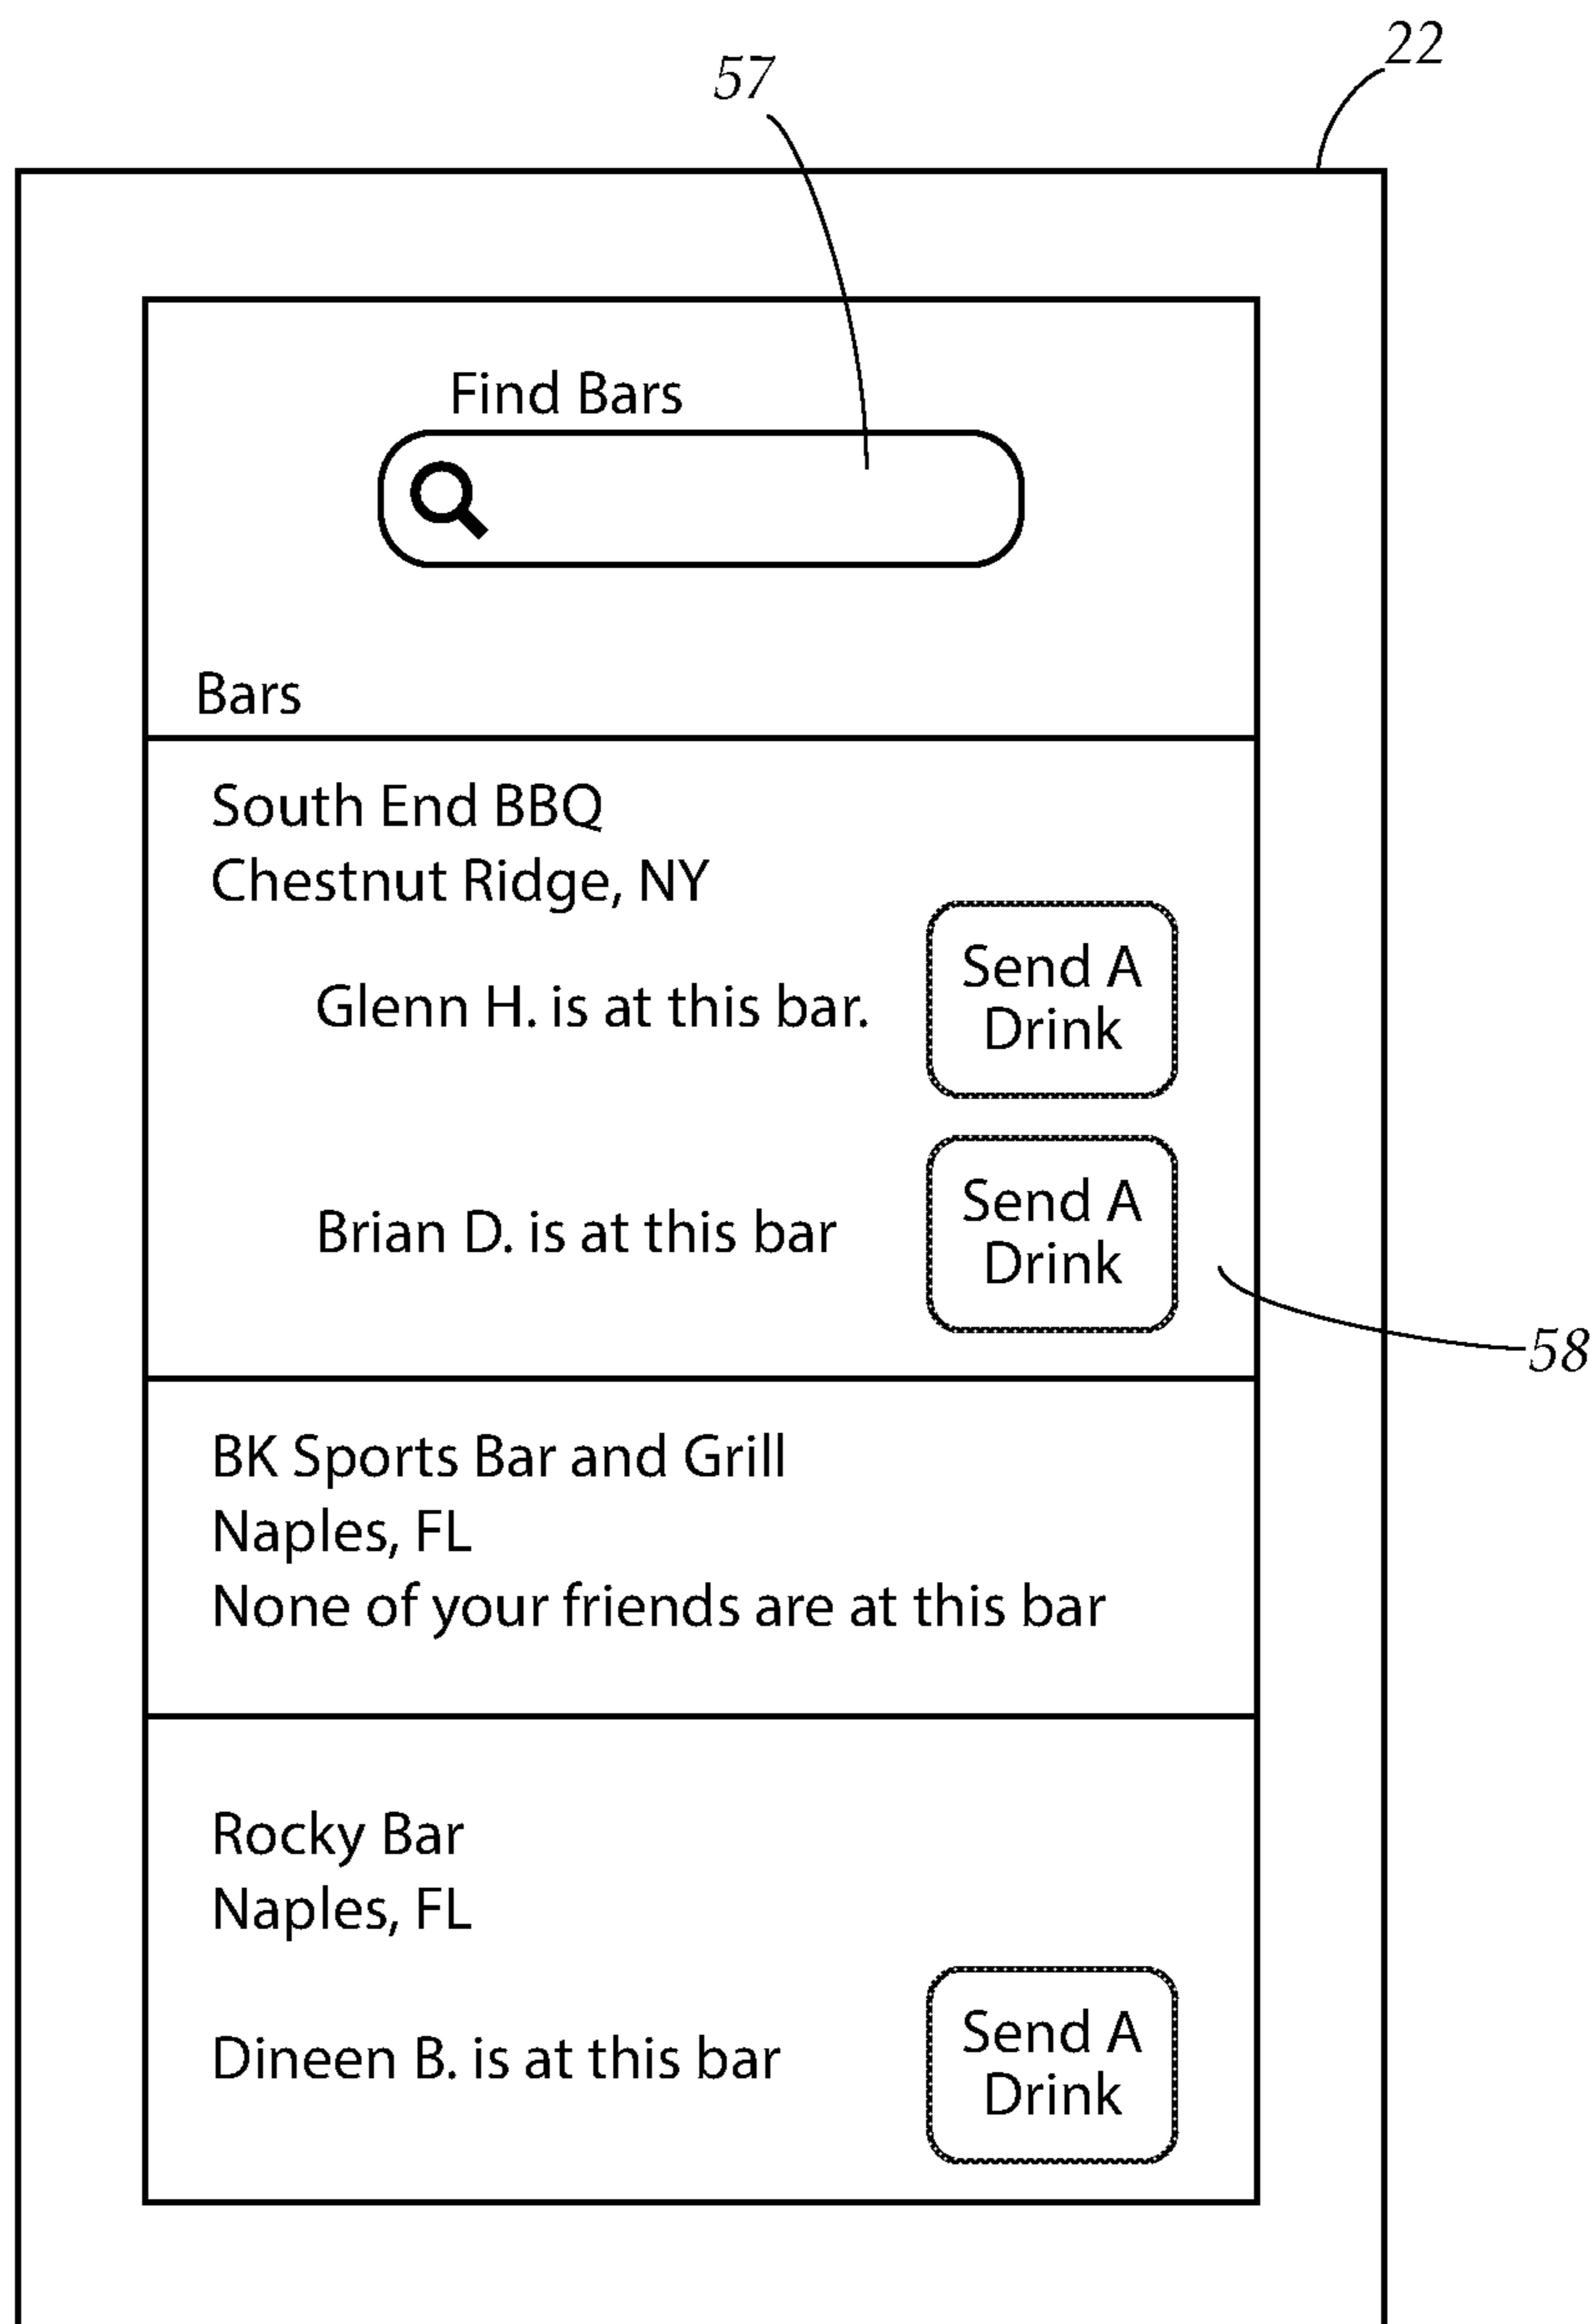 22
57
Find Bars
Bars
South End BBQ
Chestnut Ridge, NY
Send A
Drink
Glenn H. is at this bar.
Send A
Drink
Brian D. is at this bar
58
BK Sports Bar and Grill
Naples, FL
None of your friends are at this bar
Rocky Bar
Naples, FL
Send A
Drink
Dineen B. is at this bar